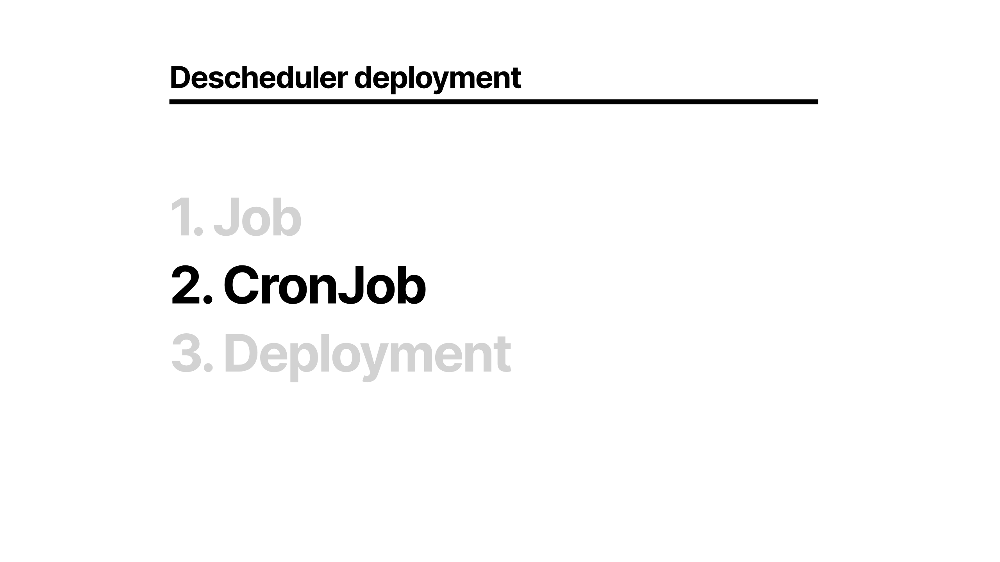 Descheduler deployment
1. Job
2. CronJob
3. Deployment